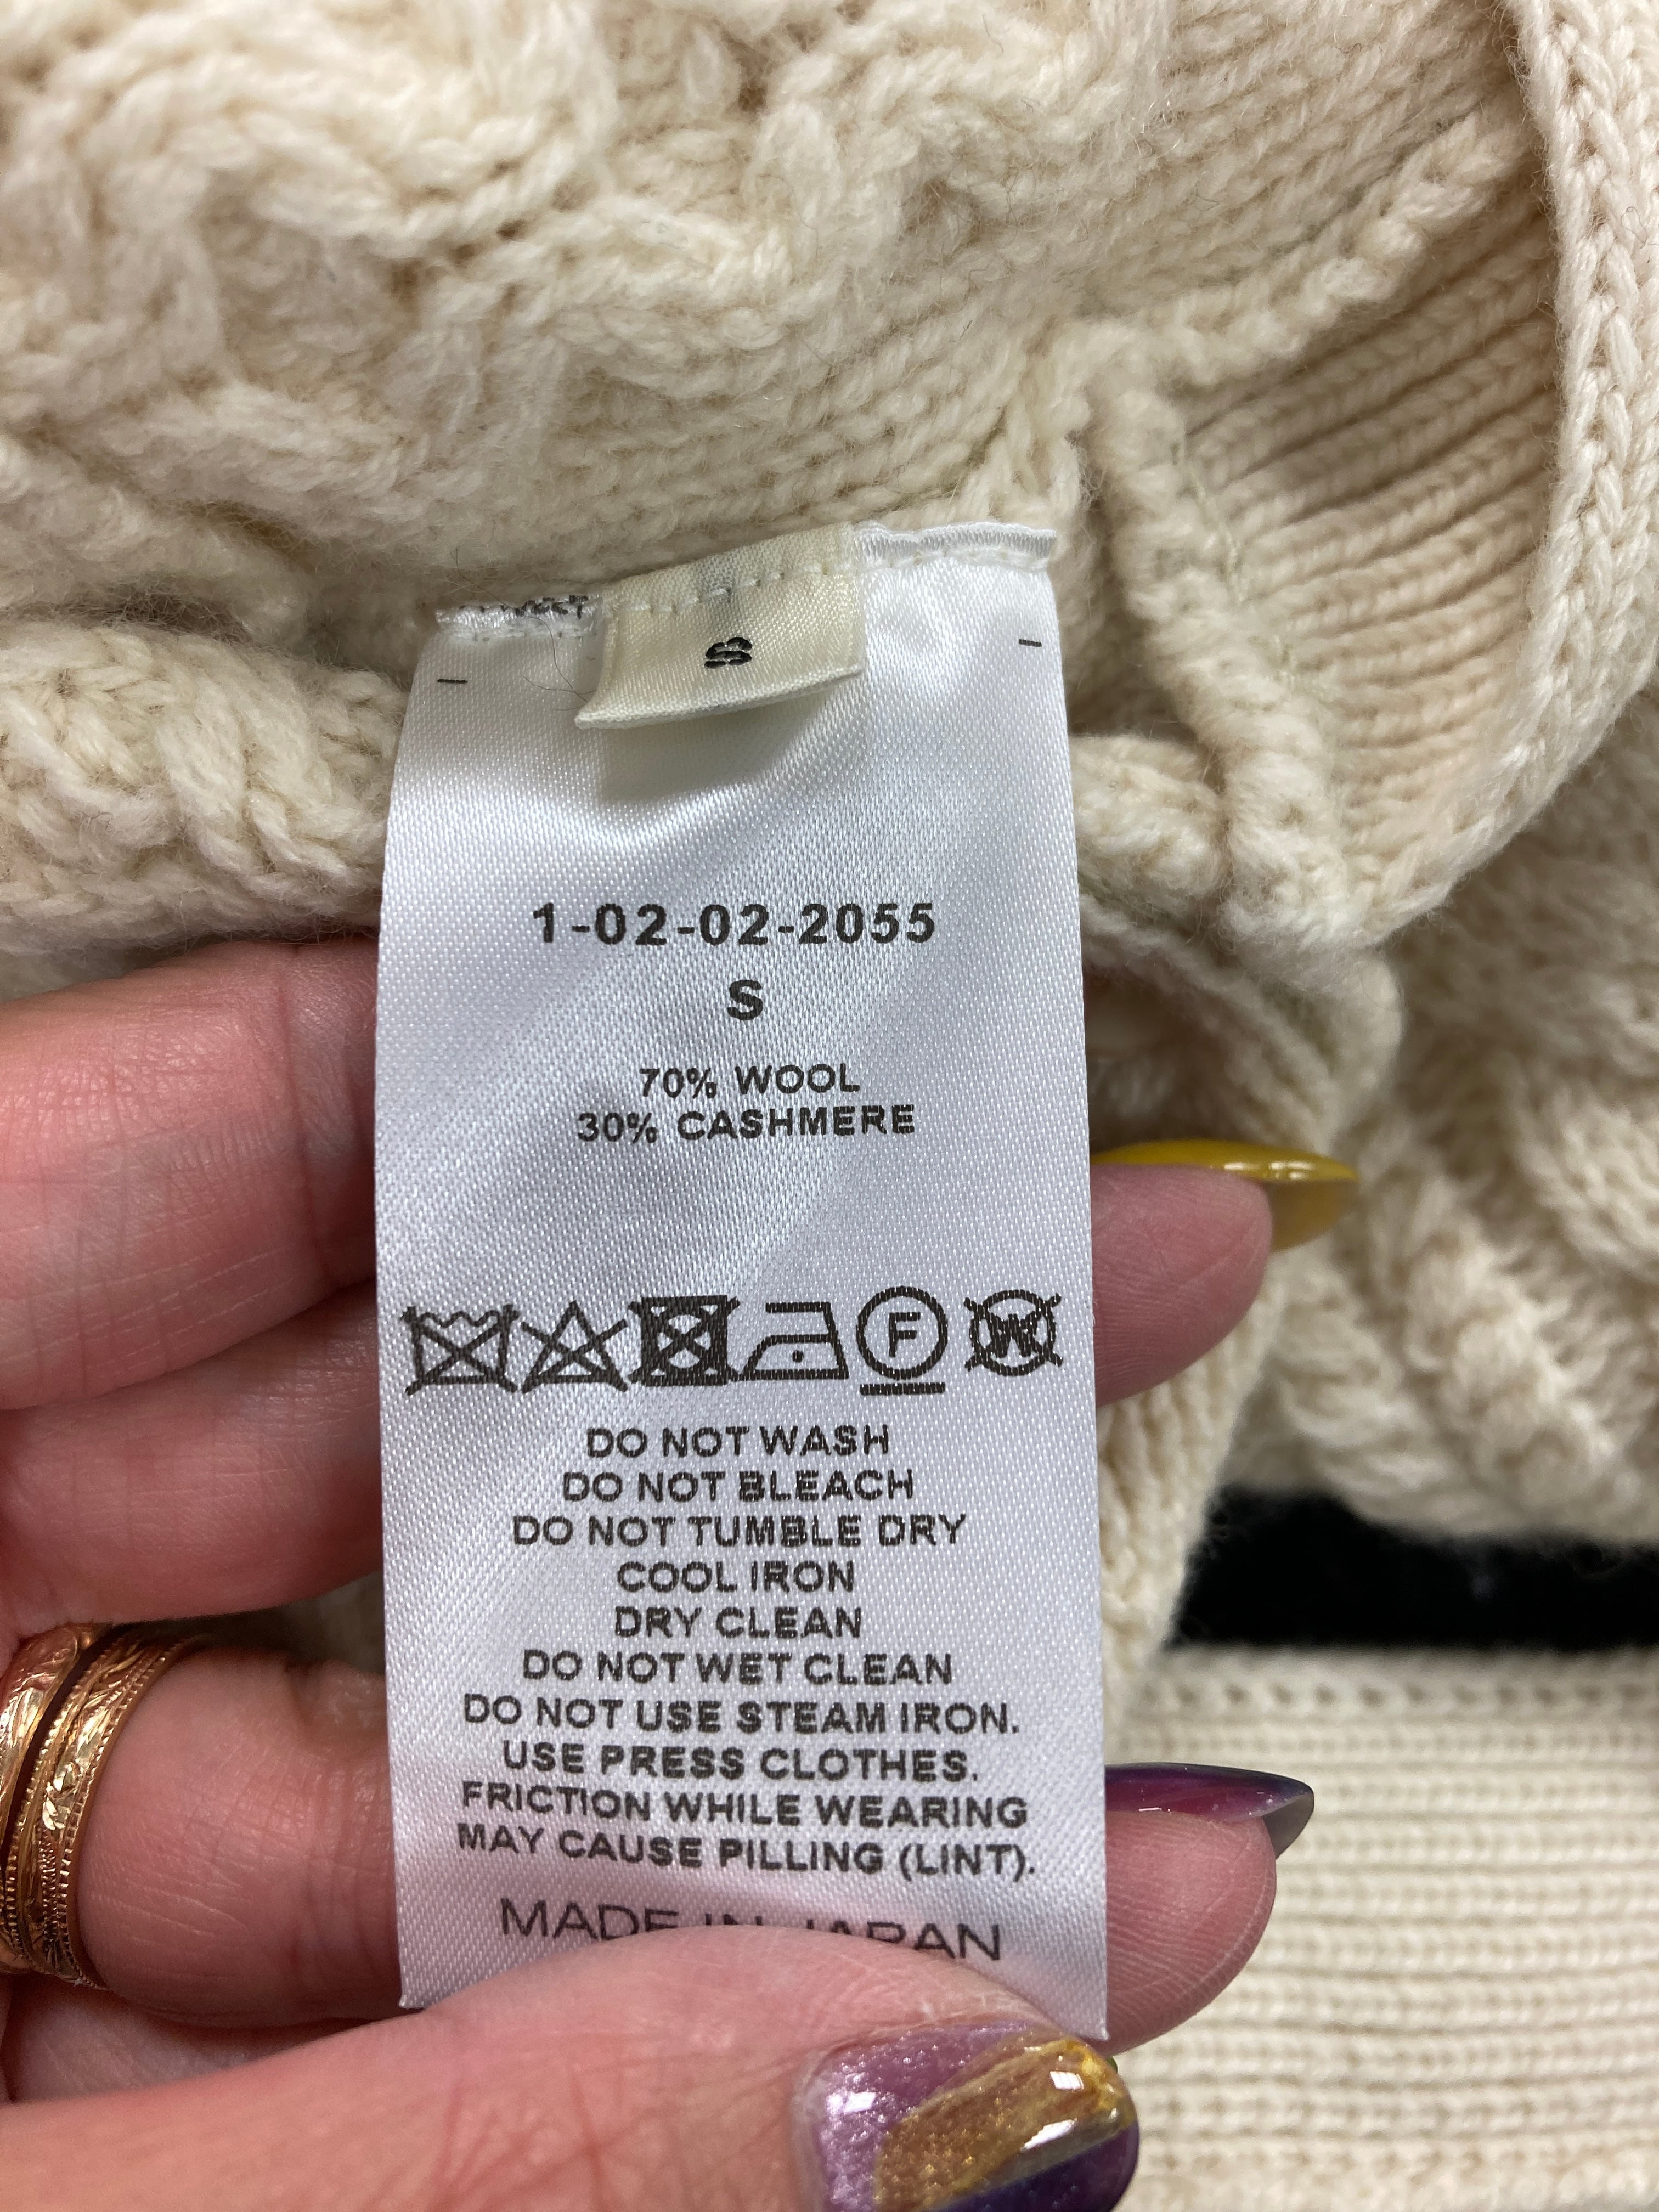 S
1-02-02-2055
S
70% WOOL
30% CASHMERE
F
W
DO NOT WASH
DO NOT BLEACH
DO NOT TUMBLE DRY
COOL IRON
DRY CLEAN
DO NOT WET CLEAN
DO NOT USE STEAM IRON.
USE PRESS CLOTHES.
FRICTION WHILE WEARING
MAY CAUSE PILLING (LINT).
MADE IN JAPAN